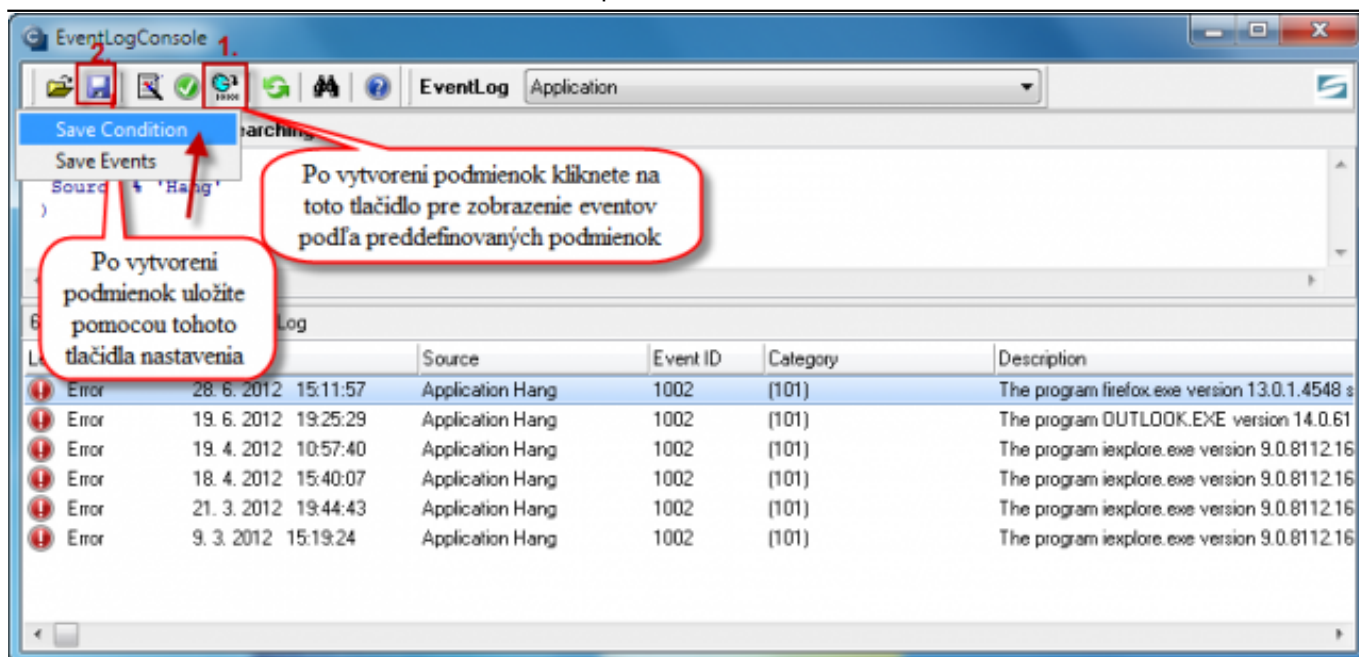 EventLogConsole
2.
1.
EventLog Application
Save Condition
Save Events
Source % 'Hang'
)
Po vytvoreni podmienok kliknete na
toto tlačidlo pre zobrazenie eventov
podľa preddefinovaných podmienok
Po vytvoreni
podmienok uložíte
pomocou tohoto
tlačidla nastavenia
Source Event ID Category Description
Error 28. 6. 2012 15:11:57 Application Hang 1002 (101) The program firefox.exe version 13.0.1.4548 s
Error 19. 6. 2012 19:25:29 Application Hang 1002 (101) The program OUTLOOK.EXE version 14.0.61
Error 19. 4. 2012 10:57:40 Application Hang 1002 (101) The program iexplore.exe version 9.0.8112.16
Error 18. 4. 2012 15:40:07 Application Hang 1002 (101) The program iexplore.exe version 9.0.8112.16
Error 21. 3. 2012 19:44:43 Application Hang 1002 (101) The program iexplore.exe version 9.0.8112.16
Error 9. 3. 2012 15:19:24 Application Hang 1002 (101) The program iexplore.exe version 9.0.8112.16